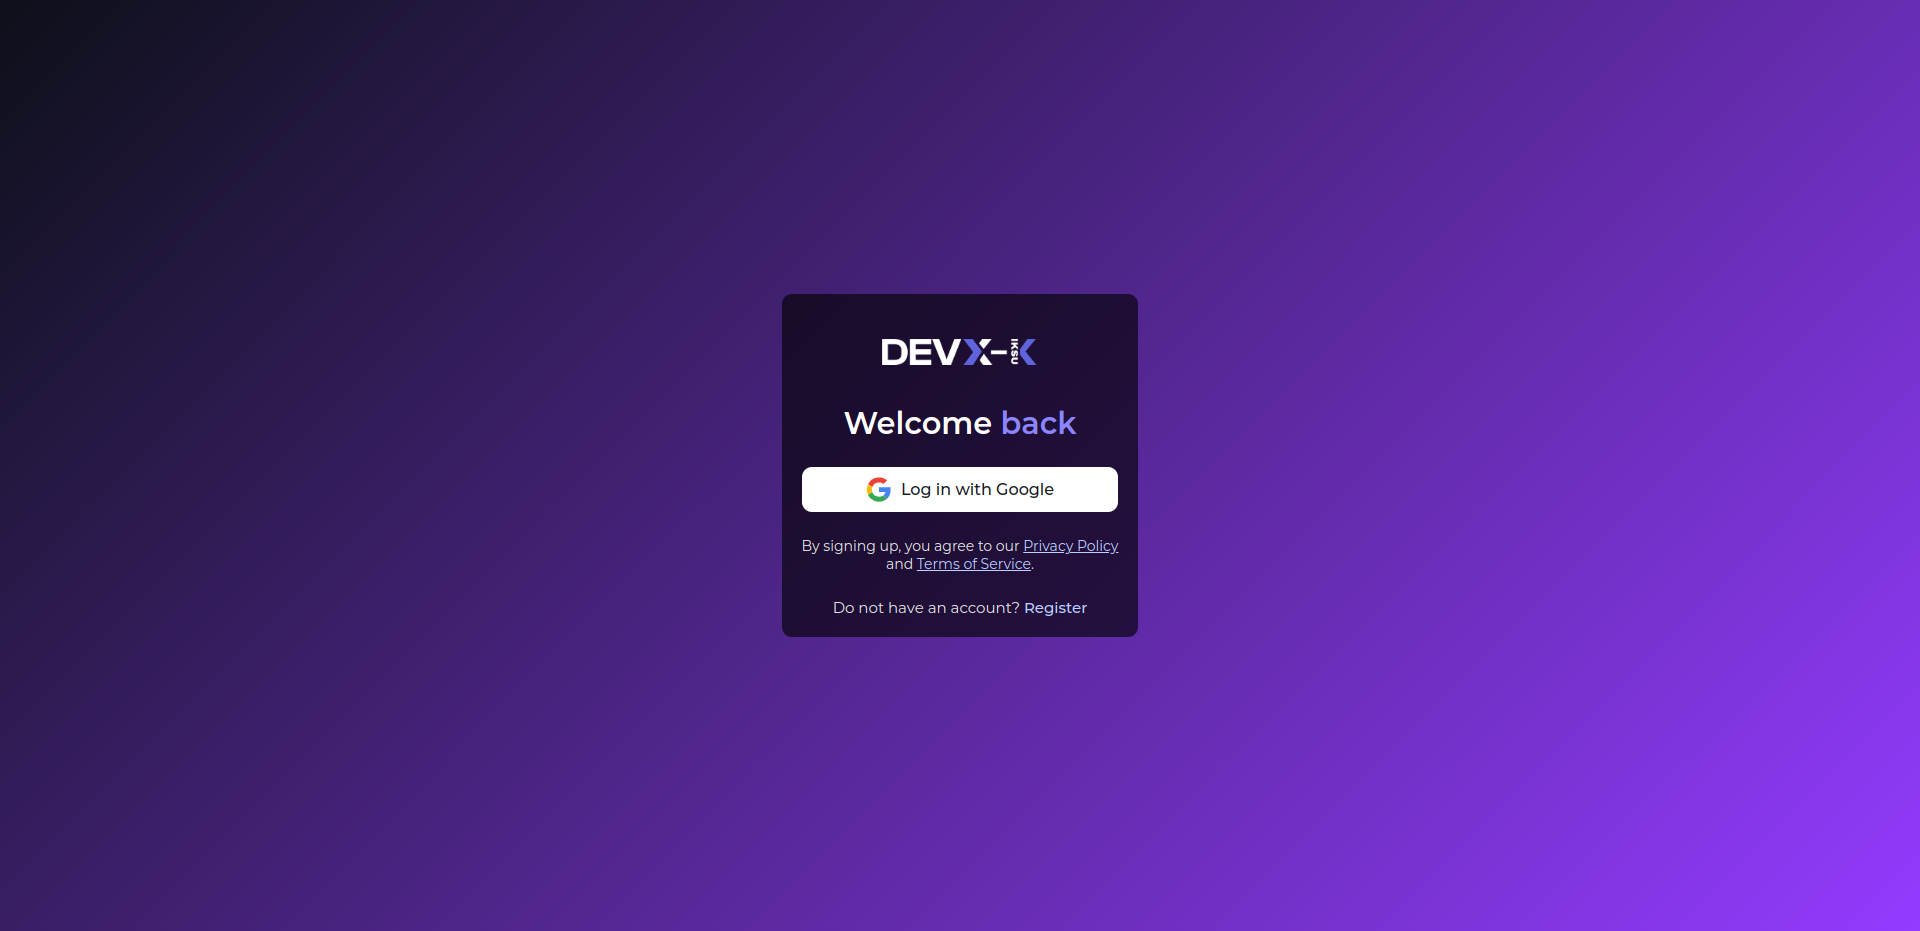 DEVX-K
IKSU
Welcome back
Log in with Google
By signing up, you agree to our Privacy Policy
and Terms of Service.
Do not have an account? Register